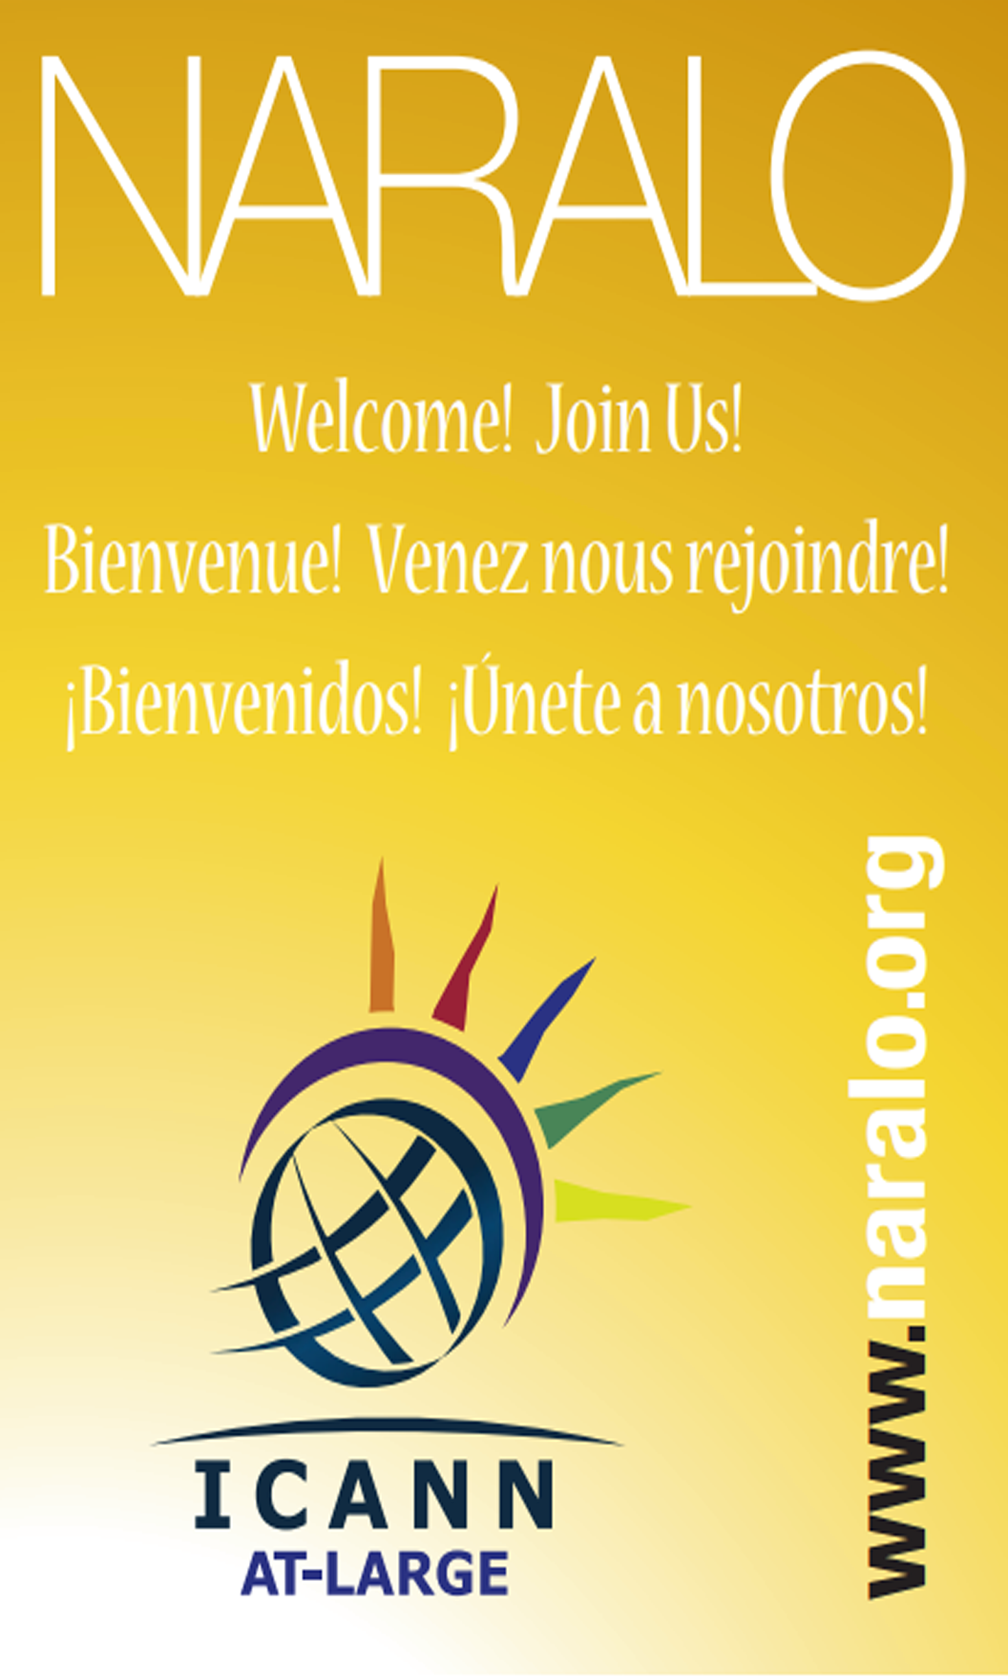 NARALO
Welcome! Join Us!
Bienvenue! Venez nous rejoindre!
¡Bienvenidos! ¡Únete a nosotros!
www.naralo.org
ICANN
AT-LARGE